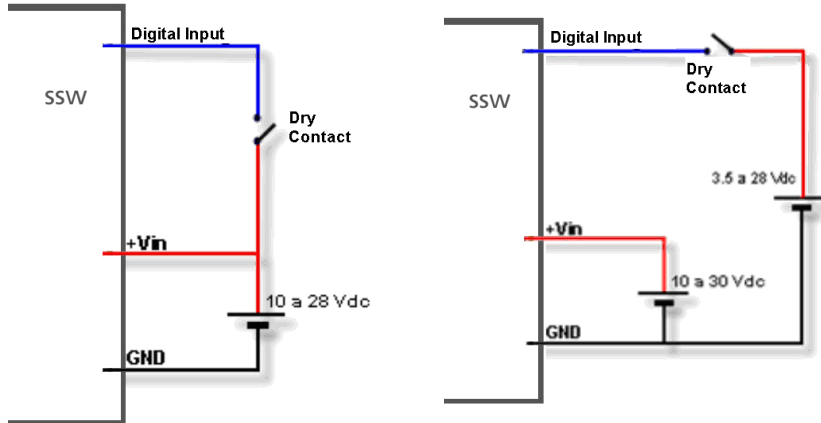 Digital Input
SSW
Dry
Contact
+Vin
10 a 28 Vdc
GND
Digital Input
Dry
Contact
SSW
3.5 a 28 Vdc
+Vin
10 a 30 Vdc
GND